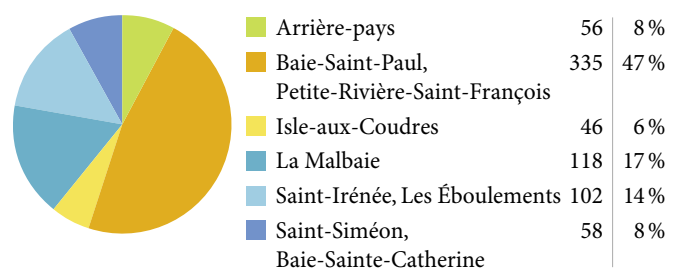 Arrière-pays 56 8 %
Baie-Saint-Paul, 335 47 %
Petite-Rivière-Saint-François
Isle-aux-Coudres 46 6 %
La Malbaie 118 17 %
Saint-Irénée, Les Éboulements 102 14 %
Saint-Siméon, 58 8 %
Baie-Sainte-Catherine